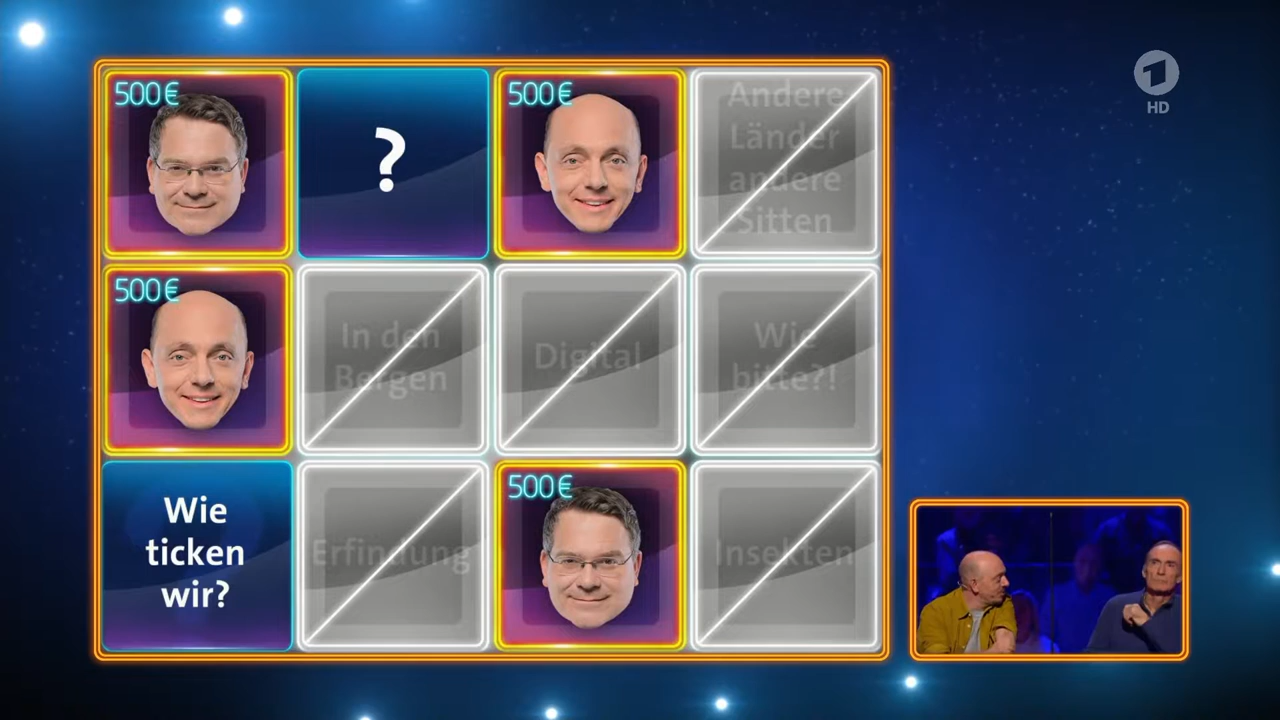 500€
?
500€
Andere
Länder
andere
Sitten
500€
In den
Bergen
Digital
Wie
bitte?!
Wie
ticken
wir?
Erfindung
500€
Insekten
1
HD